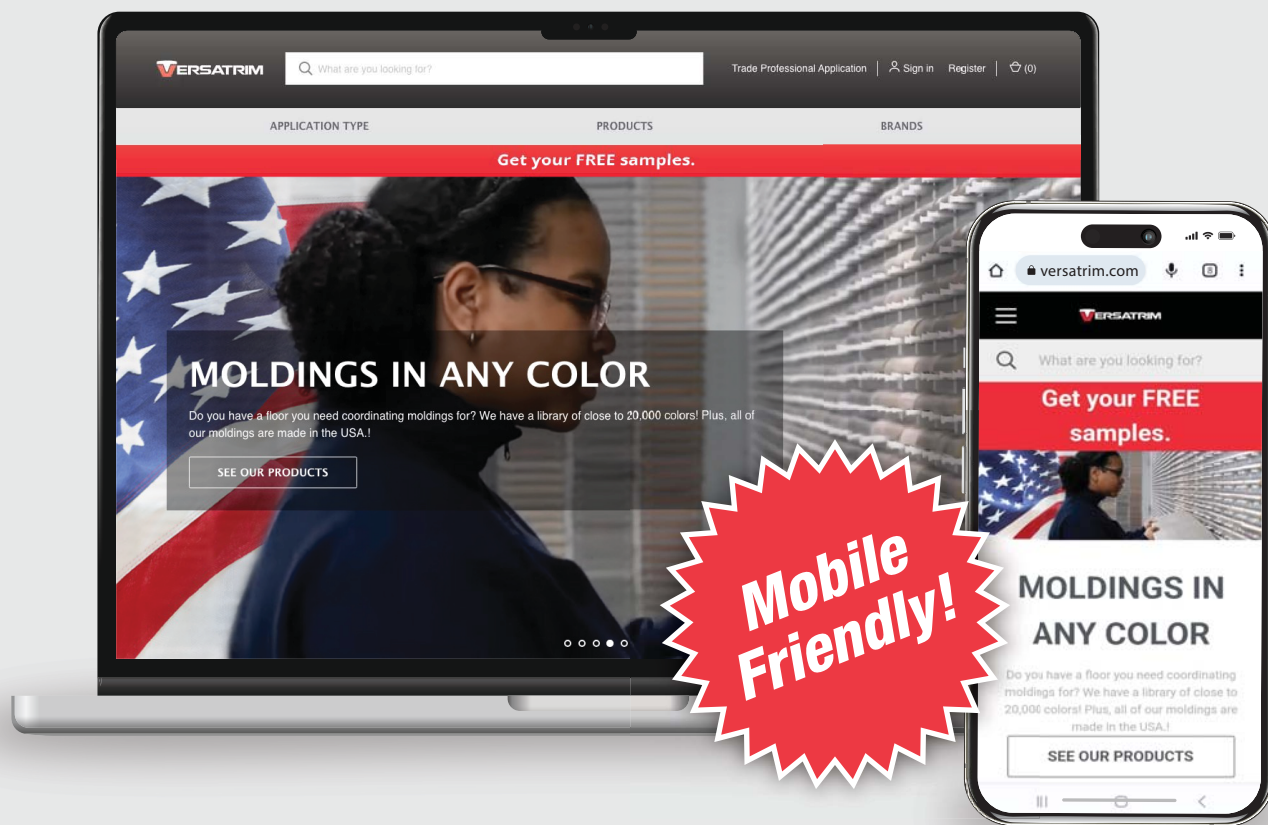 VERSATRIM
What are you looking for?
Trade Professional Application
Sign in
Register
(0)
APPLICATION TYPE
PRODUCTS
BRANDS
Get your FREE samples.
MOLDINGS IN ANY COLOR
Do you have a floor you need coordinating moldings for? We have a library of close to 20,000 colors! Plus, all of
our moldings are made in the USA.!
SEE OUR PRODUCTS
Mobile
Friendly!
versatrim.com
8
VERSATRIM
What are you looking for?
Get your FREE
samples.
MOLDINGS IN
ANY COLOR
Do you have a floor you need coordinating
moldings for? We have a library of close to
20,000 colors! Plus, all of our moldings are
made in the USA.!
SEE OUR PRODUCTS